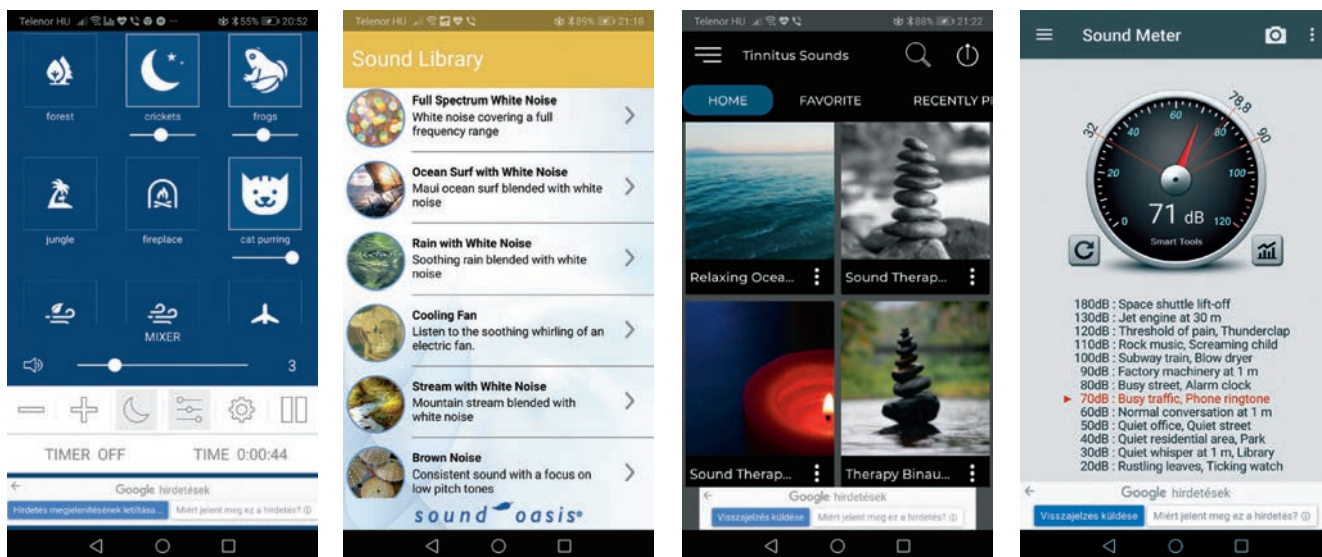 Telenor HU
55% 20:52
forest
crickets
frogs
jungle
fireplace
cat purring
MIXER
3
TIMER OFF
TIME 0:00:44
Google hirdetések
Hirdetés megjelenítésének letiltása...
Miért jelent meg ez a hirdetés?
Telenor HU
89% 21:18
Sound Library
Full Spectrum White Noise
White noise covering a full
frequency range
Ocean Surf with White Noise
Maui ocean surf blended with white
noise
Rain with White Noise
Soothing rain blended with white
noise
Cooling Fan
Listen to the soothing whirling of an
electric fan.
Stream with White Noise
Mountain stream blended with
white noise
Brown Noise
Consistent sound with a focus on
low pitch tones
sound oasis®
Telenor HU
88% 21:22
Tinnitus Sounds
HOME
FAVORITE
RECENTLY Pl
Relaxing Ocea...
Sound Therap...
Sound Therap...
Therapy Binau...
Google hirdetések
Visszajelzés küldése
Miért jelent meg ez a hirdetés?
Sound Meter
78,8
32
90
0
20
40
60
80
100
120
71 dB
Smart Tools
180dB : Space shuttle lift-off
130dB : Jet engine at 30 m
120dB : Threshold of pain, Thunderclap
110dB : Rock music, Screaming child
100dB : Subway train, Blow dryer
90dB : Factory machinery at 1 m
80dB : Busy street, Alarm clock
70dB : Busy traffic, Phone ringtone
60dB : Normal conversation at 1 m
50dB : Quiet office, Quiet street
40dB : Quiet residential area, Park
30dB : Quiet whisper at 1 m, Library
20dB : Rustling leaves, Ticking watch
Google hirdetések
Visszajelzés küldése
Miért jelent meg ez a hirdetés?